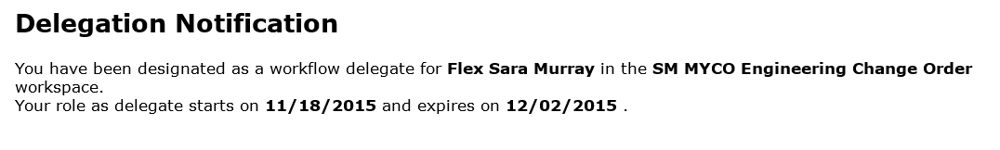 Delegation Notification
You have been designated as a workflow delegate for Flex Sara Murray in the SM MYCO Engineering Change Order
workspace.
Your role as delegate starts on 11/18/2015 and expires on 12/02/2015 .